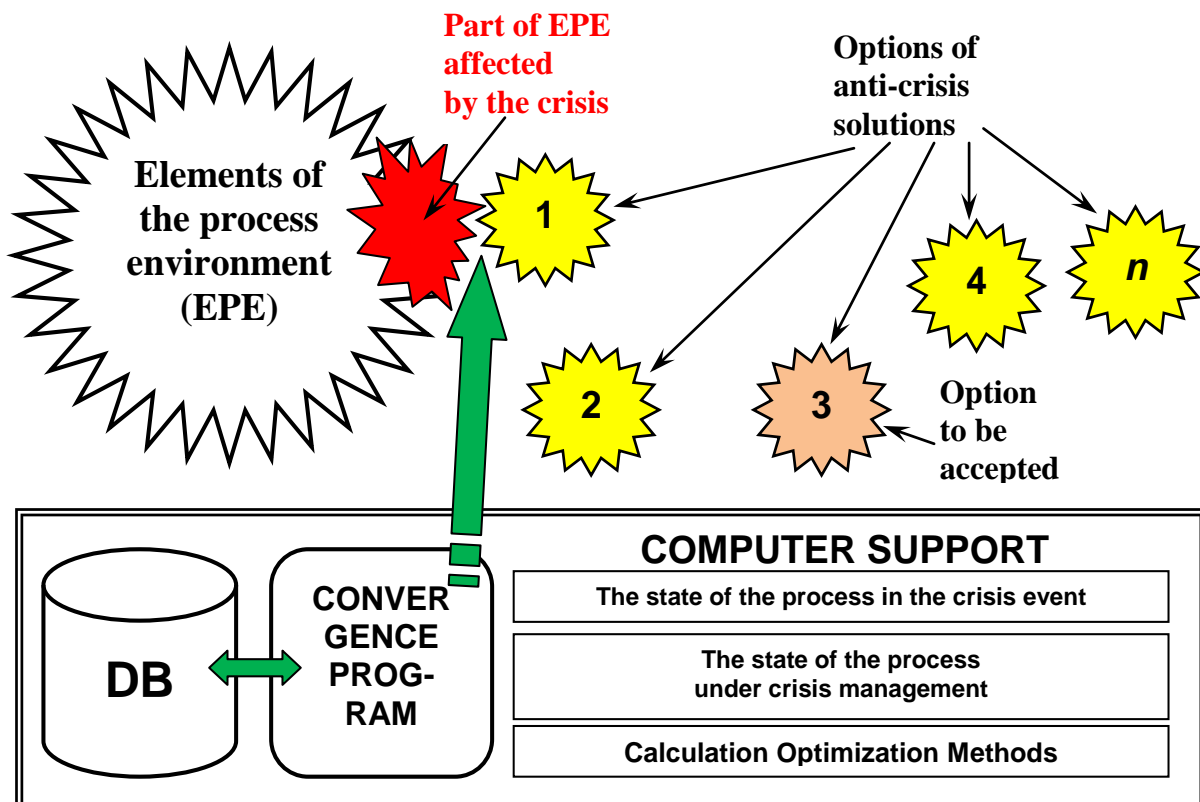 Part of EPE
affected
by the crisis
Options of
anti-crisis
solutions
Elements of
the process
environment
(EPE)
1
2
3
4
n
Option
to be
accepted
COMPUTER SUPPORT
DB
CONVER
GENCE
PROG-
RAM
The state of the process in the crisis event
The state of the process
under crisis management
Calculation Optimization Methods